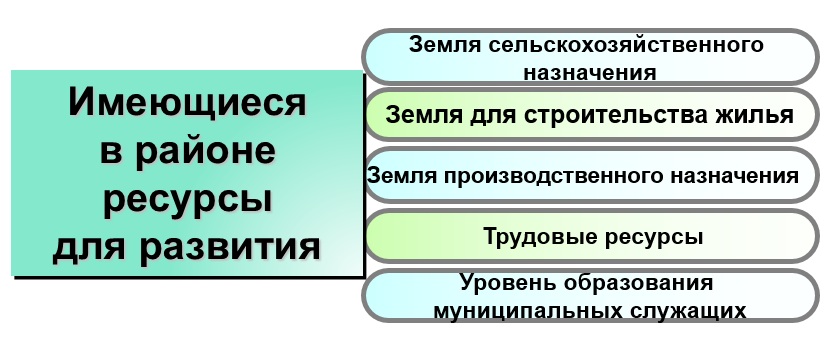 Имеющиеся
в районе
ресурсы
для развития
Земля сельскохозяйственного
назначения
Земля для строительства жилья
Земля производственного назначения
Трудовые ресурсы
Уровень образования
муниципальных служащих